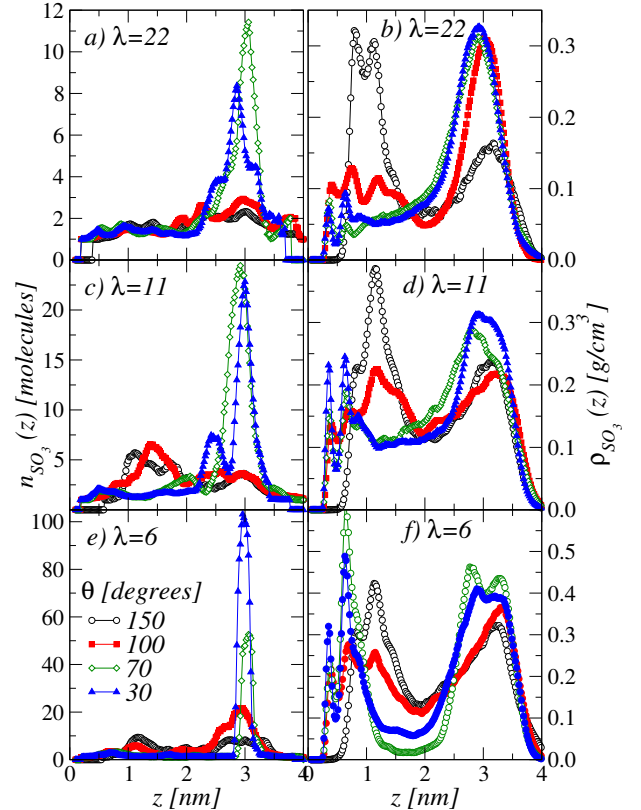 a) λ=22
b) λ=22
12
10
8
6
4
2
0
0.3
0.2
0.1
0.0
c) λ=11
d) λ=11
20
15
10
5
0
0.3
0.2
0.1
0.0
n_SO3 (z) [molecules]
ρ_SO3 (z) [g/cm^3]
e) λ=6
f) λ=6
100
80
60
40
20
0
0.5
0.4
0.3
0.2
0.1
0.0
θ [degrees]
150
100
70
30
0 1 2 3 4
0 1 2 3 4
z [nm]
z [nm]